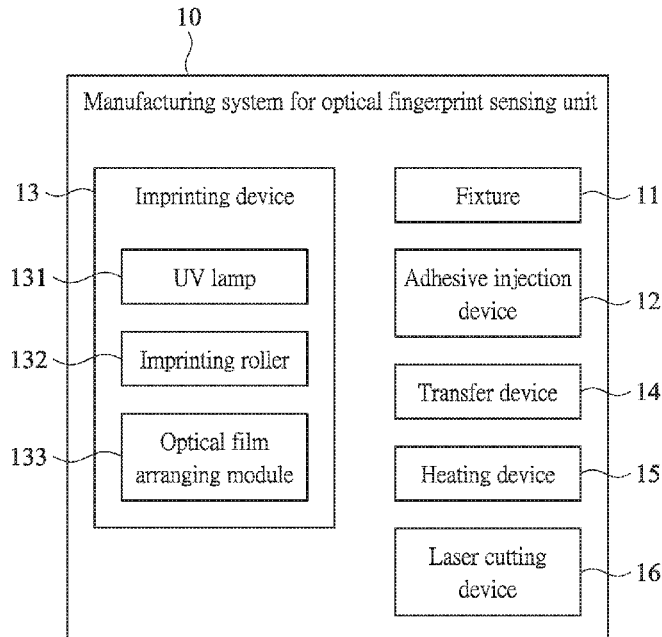 10
Manufacturing system for optical fingerprint sensing unit
13
Imprinting device
131
UV lamp
132
Imprinting roller
133
Optical film
arranging module
Fixture
11
Adhesive injection
device
12
Transfer device
14
Heating device
15
Laser cutting
device
16